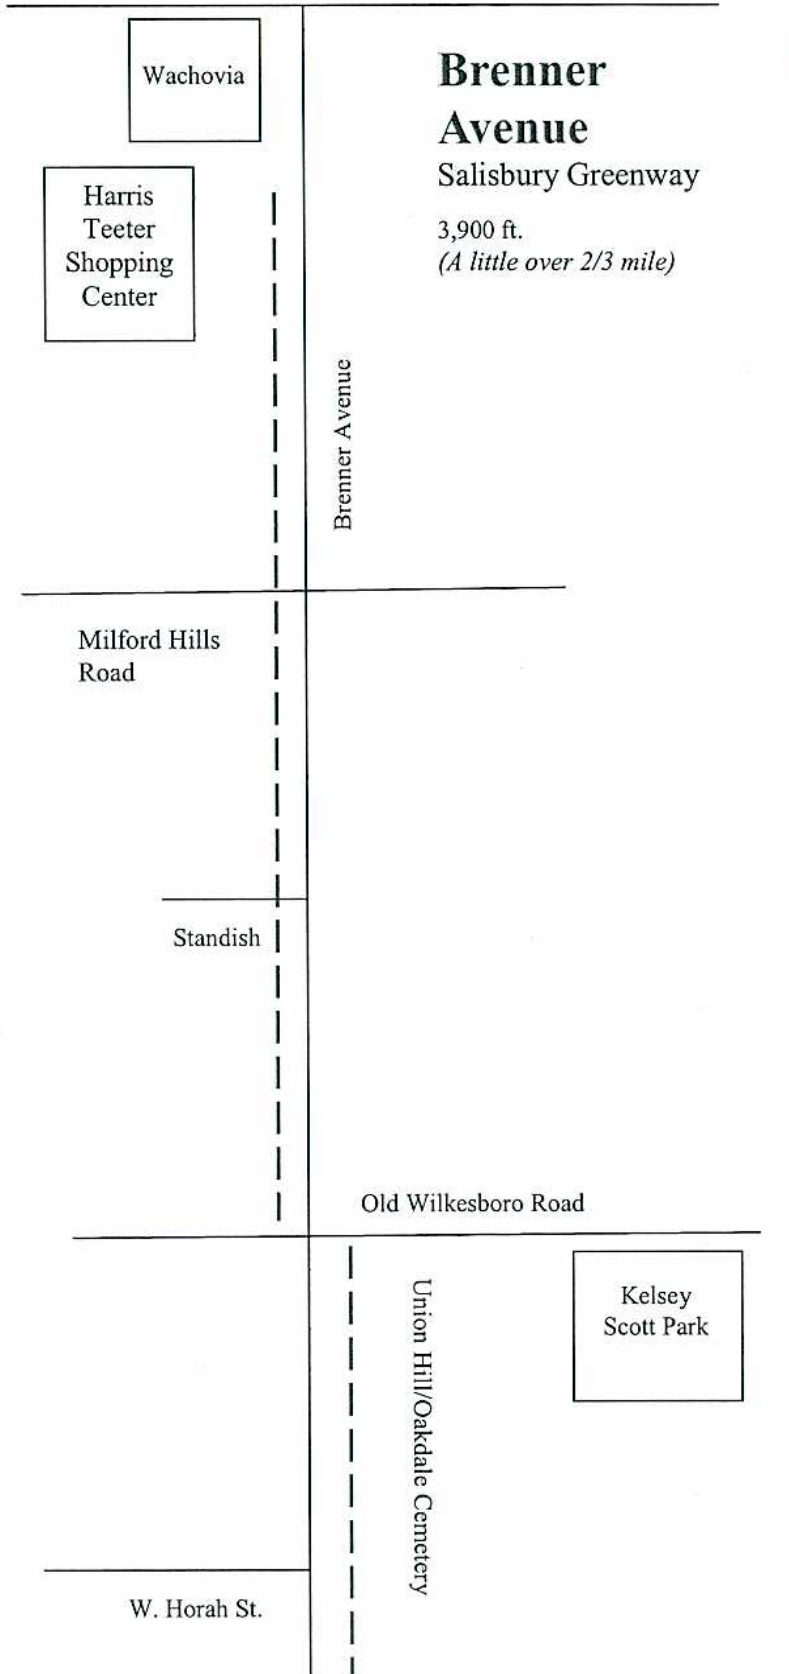 Wachovia
Brenner
Avenue
Salisbury Greenway
3,900 ft.
(A little over 2/3 mile)
Harris
Teeter
Shopping
Center
Brenner Avenue
Milford Hills
Road
Standish
Old Wilkesboro Road
Kelsey
Scott Park
Union Hill/Oakdale Cemetery
W. Horah St.